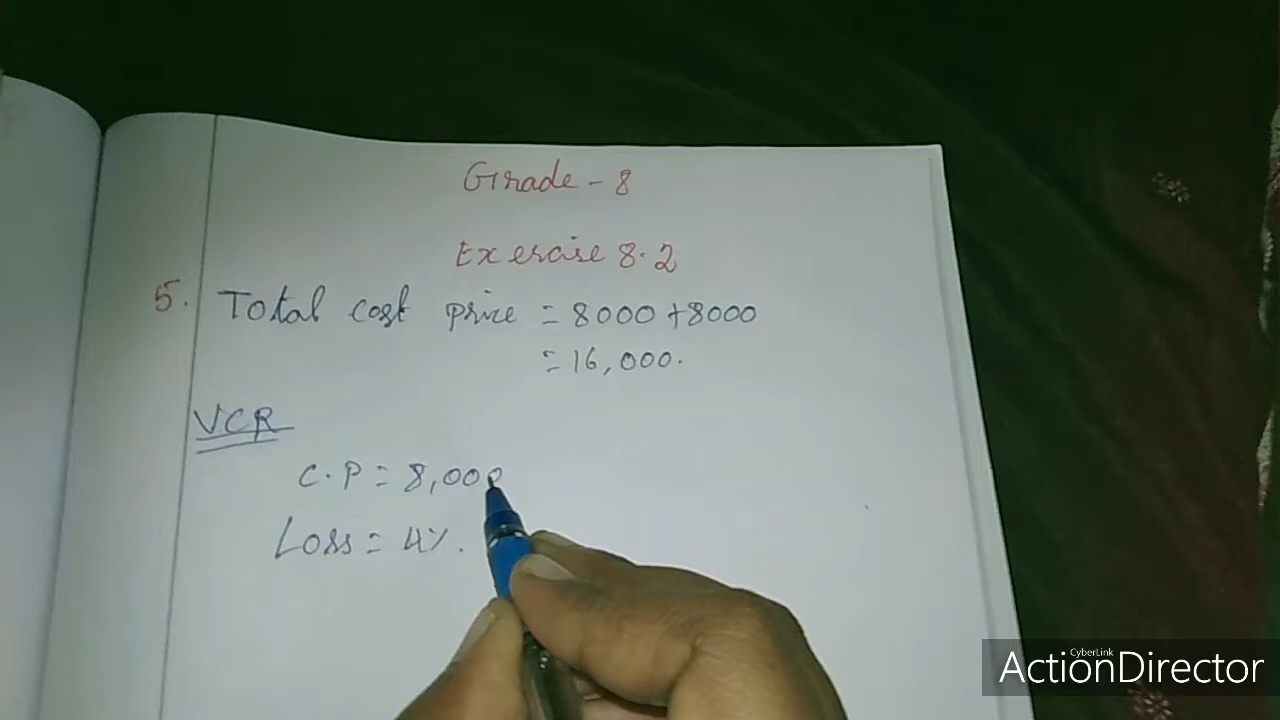 Grade - 8
Exercise 8.2
5. Total cost price = 8000 + 8000
= 16,000.
VCR
C.P = 8,000
Loss = 4%.
CyberLink
ActionDirector